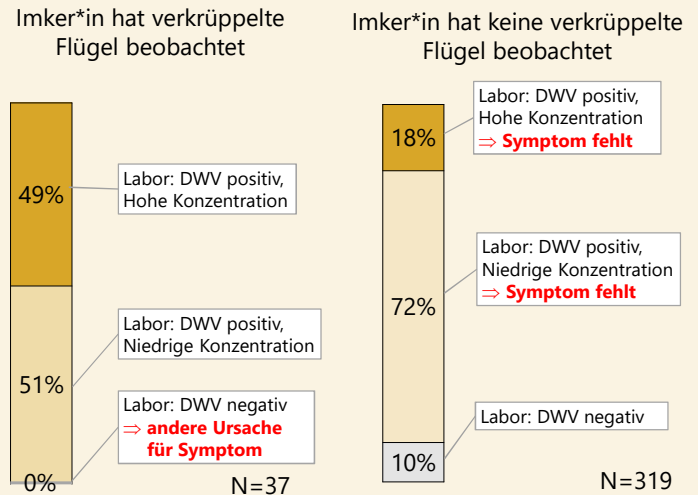 Imker*in hat verkrüppelte
Flügel beobachtet
49%
Labor: DWV positiv,
Hohe Konzentration
51%
Labor: DWV positiv,
Niedrige Konzentration
Labor: DWV negativ
⇒ andere Ursache
für Symptom
0%
N=37
Imker*in hat keine verkrüppelte
Flügel beobachtet
18%
Labor: DWV positiv,
Hohe Konzentration
⇒ Symptom fehlt
72%
Labor: DWV positiv,
Niedrige Konzentration
⇒ Symptom fehlt
10%
Labor: DWV negativ
N=319